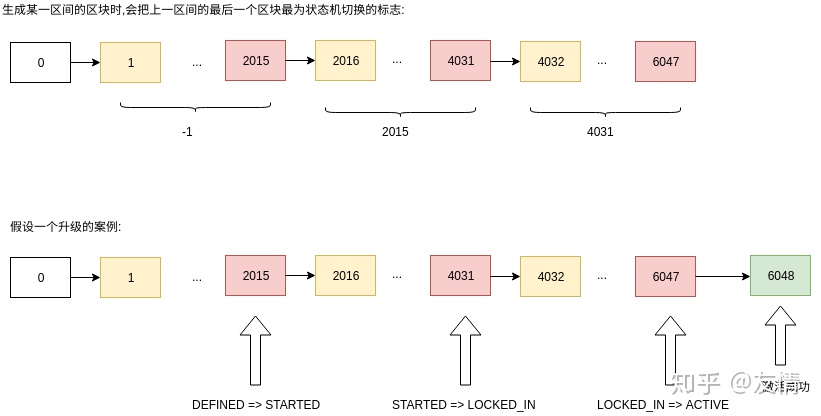 生成某一区间的区块时,会把上一区间的最后一个区块最为状态机切换的标志:
0 1 ... 2015 2016 ... 4031 4032 ... 6047
-1 2015 4031
假设一个升级的案例:
0 1 ... 2015 2016 ... 4031 4032 ... 6047 6048
知乎 @友情
DEFINED => STARTED STARTED => LOCKED_IN LOCKED_IN => ACTIVE